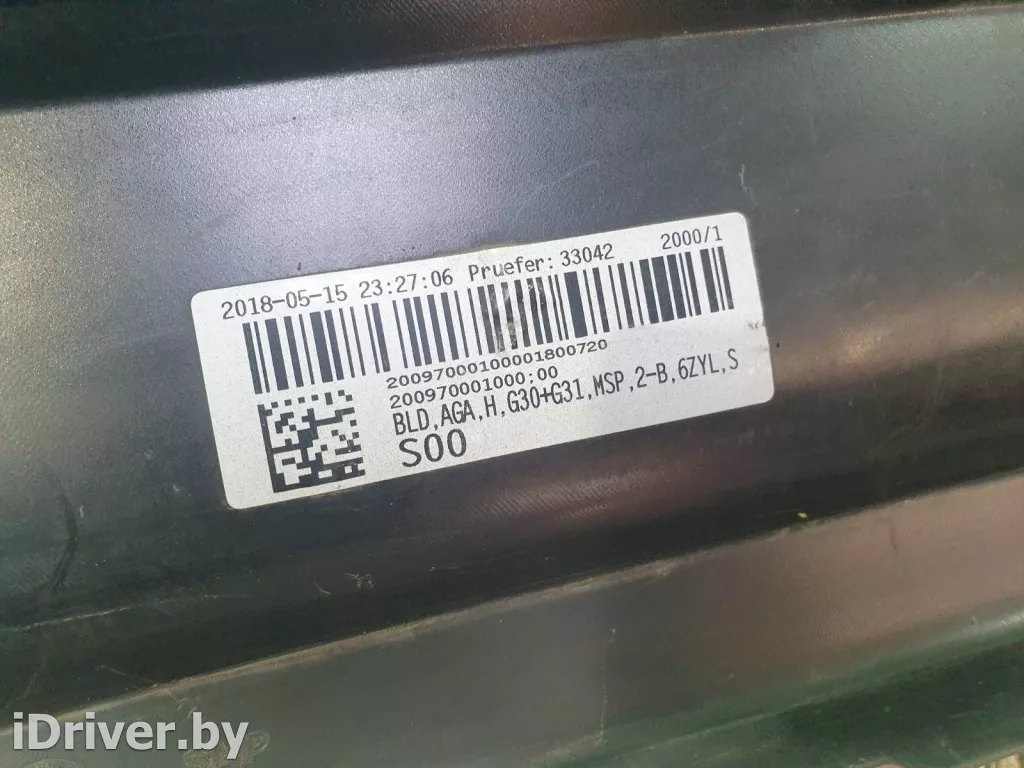 2018-05-15 23:27:06 Pruefer:33042 2000/1
20097000100001800720
200970001000:00
BLD,AGA,H,G30+G31,MSP,2-B,6ZYL,S
S00
iDriver.by